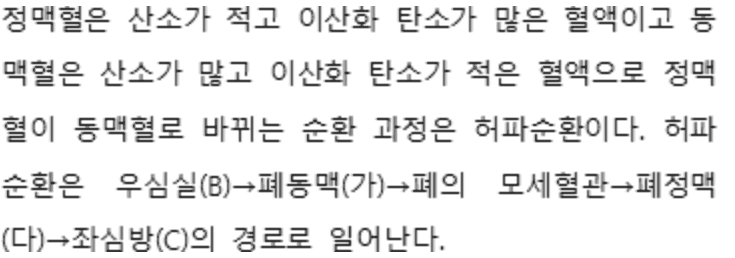 정맥혈은 산소가 적고 이산화 탄소가 많은 혈액이고 동
맥혈은 산소가 많고 이산화 탄소가 적은 혈액으로 정맥
혈이 동맥혈로 바뀌는 순환 과정은 허파순환이다. 허파
순환은 우심실(B)→폐동맥(가)→폐의 모세혈관→폐정맥
(다)→좌심방(C)의 경로로 일어난다.